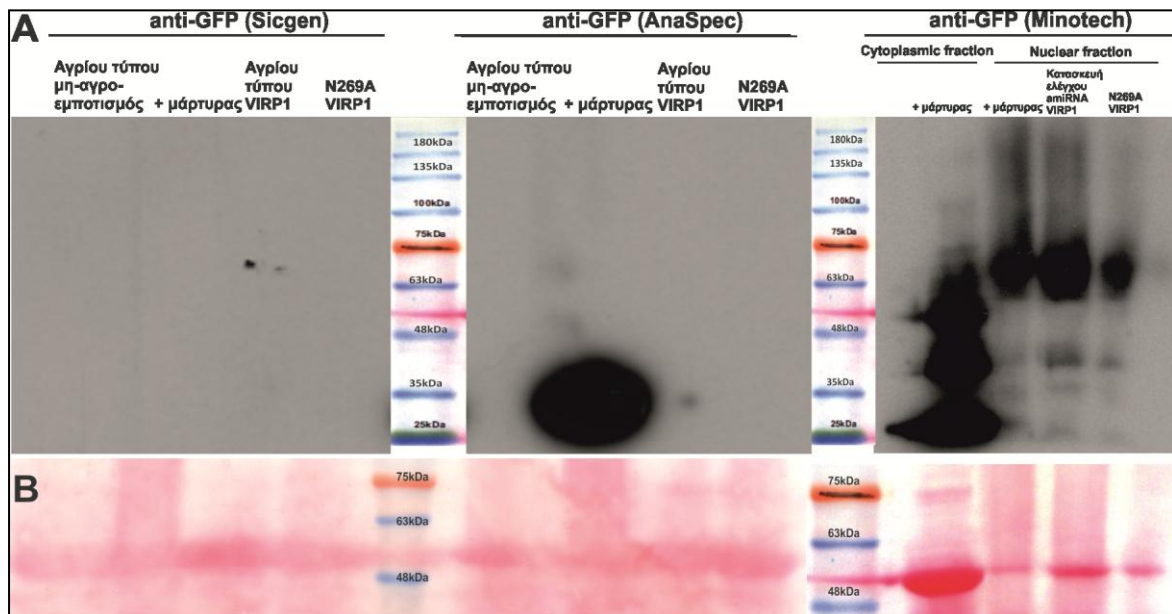 A
anti-GFP (Sicgen)
anti-GFP (AnaSpec)
anti-GFP (Minotech)
Cytoplasmic fraction
Nuclear fraction
Αγρίου τύπου
μη-αγρο-
εμποτισμός
+ μάρτυρας
Αγρίου
τύπου
VIRP1
N269A
VIRP1
Αγρίου τύπου
μη-αγρο-
εμποτισμός
+ μάρτυρας
Αγρίου
τύπου
VIRP1
N269A
VIRP1
+ μάρτυρας
+ μάρτυρας
Κατασκευή
ελέγχου
amiRNA
VIRP1
N269A
VIRP1
180kDa
135kDa
100kDa
75kDa
63kDa
48kDa
35kDa
25kDa
180kDa
135kDa
100kDa
75kDa
63kDa
48kDa
35kDa
25kDa
B
75kDa
63kDa
48kDa
75kDa
63kDa
48kDa